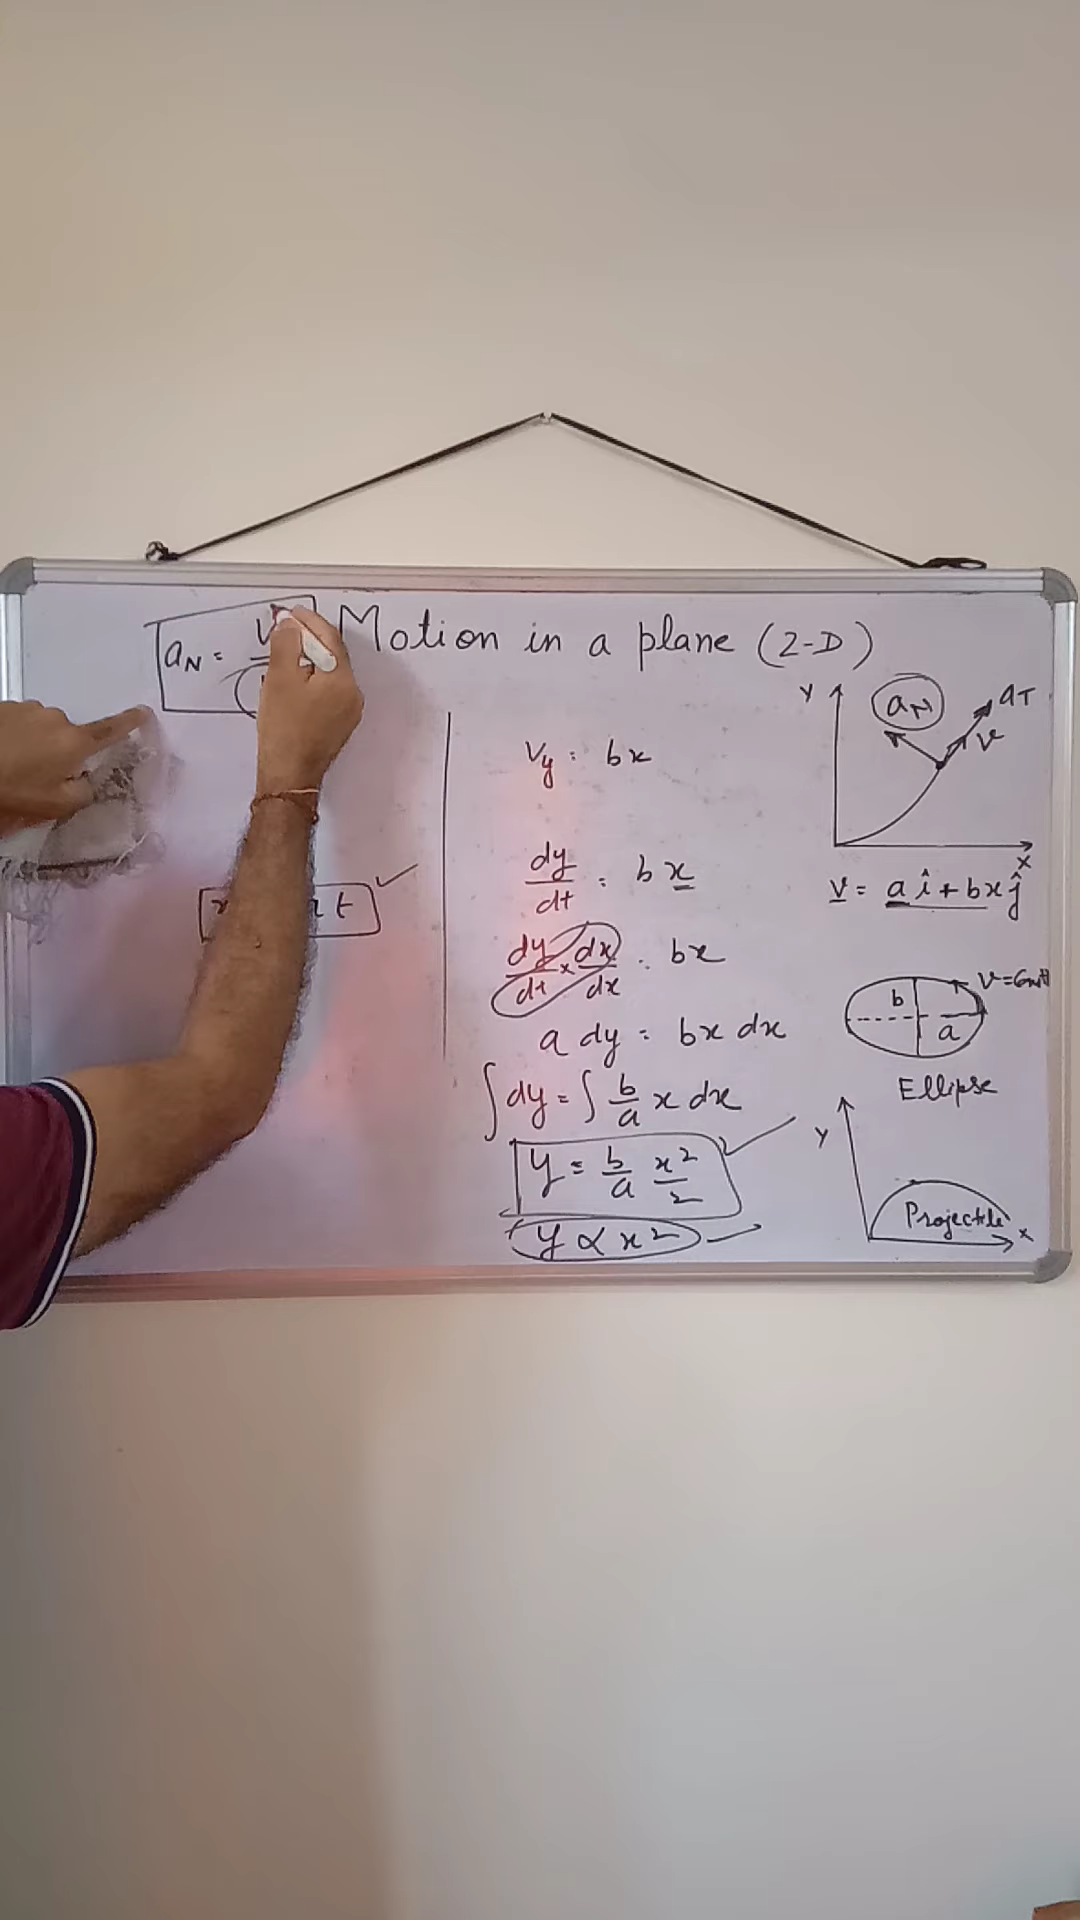 Motion in a plane (2-D)
aN = V
t
Vy = bx
dy/dt = bx
dy/dt × dx/dx = bx
a dy = bx dx
∫dy = ∫ b/a x dx
y = b/a x²/2
y ∝ x²
Y
aN
aT
v
X
v = a î + bx ĵ
b
a
v=Const
Ellipse
Y
Projectile
X